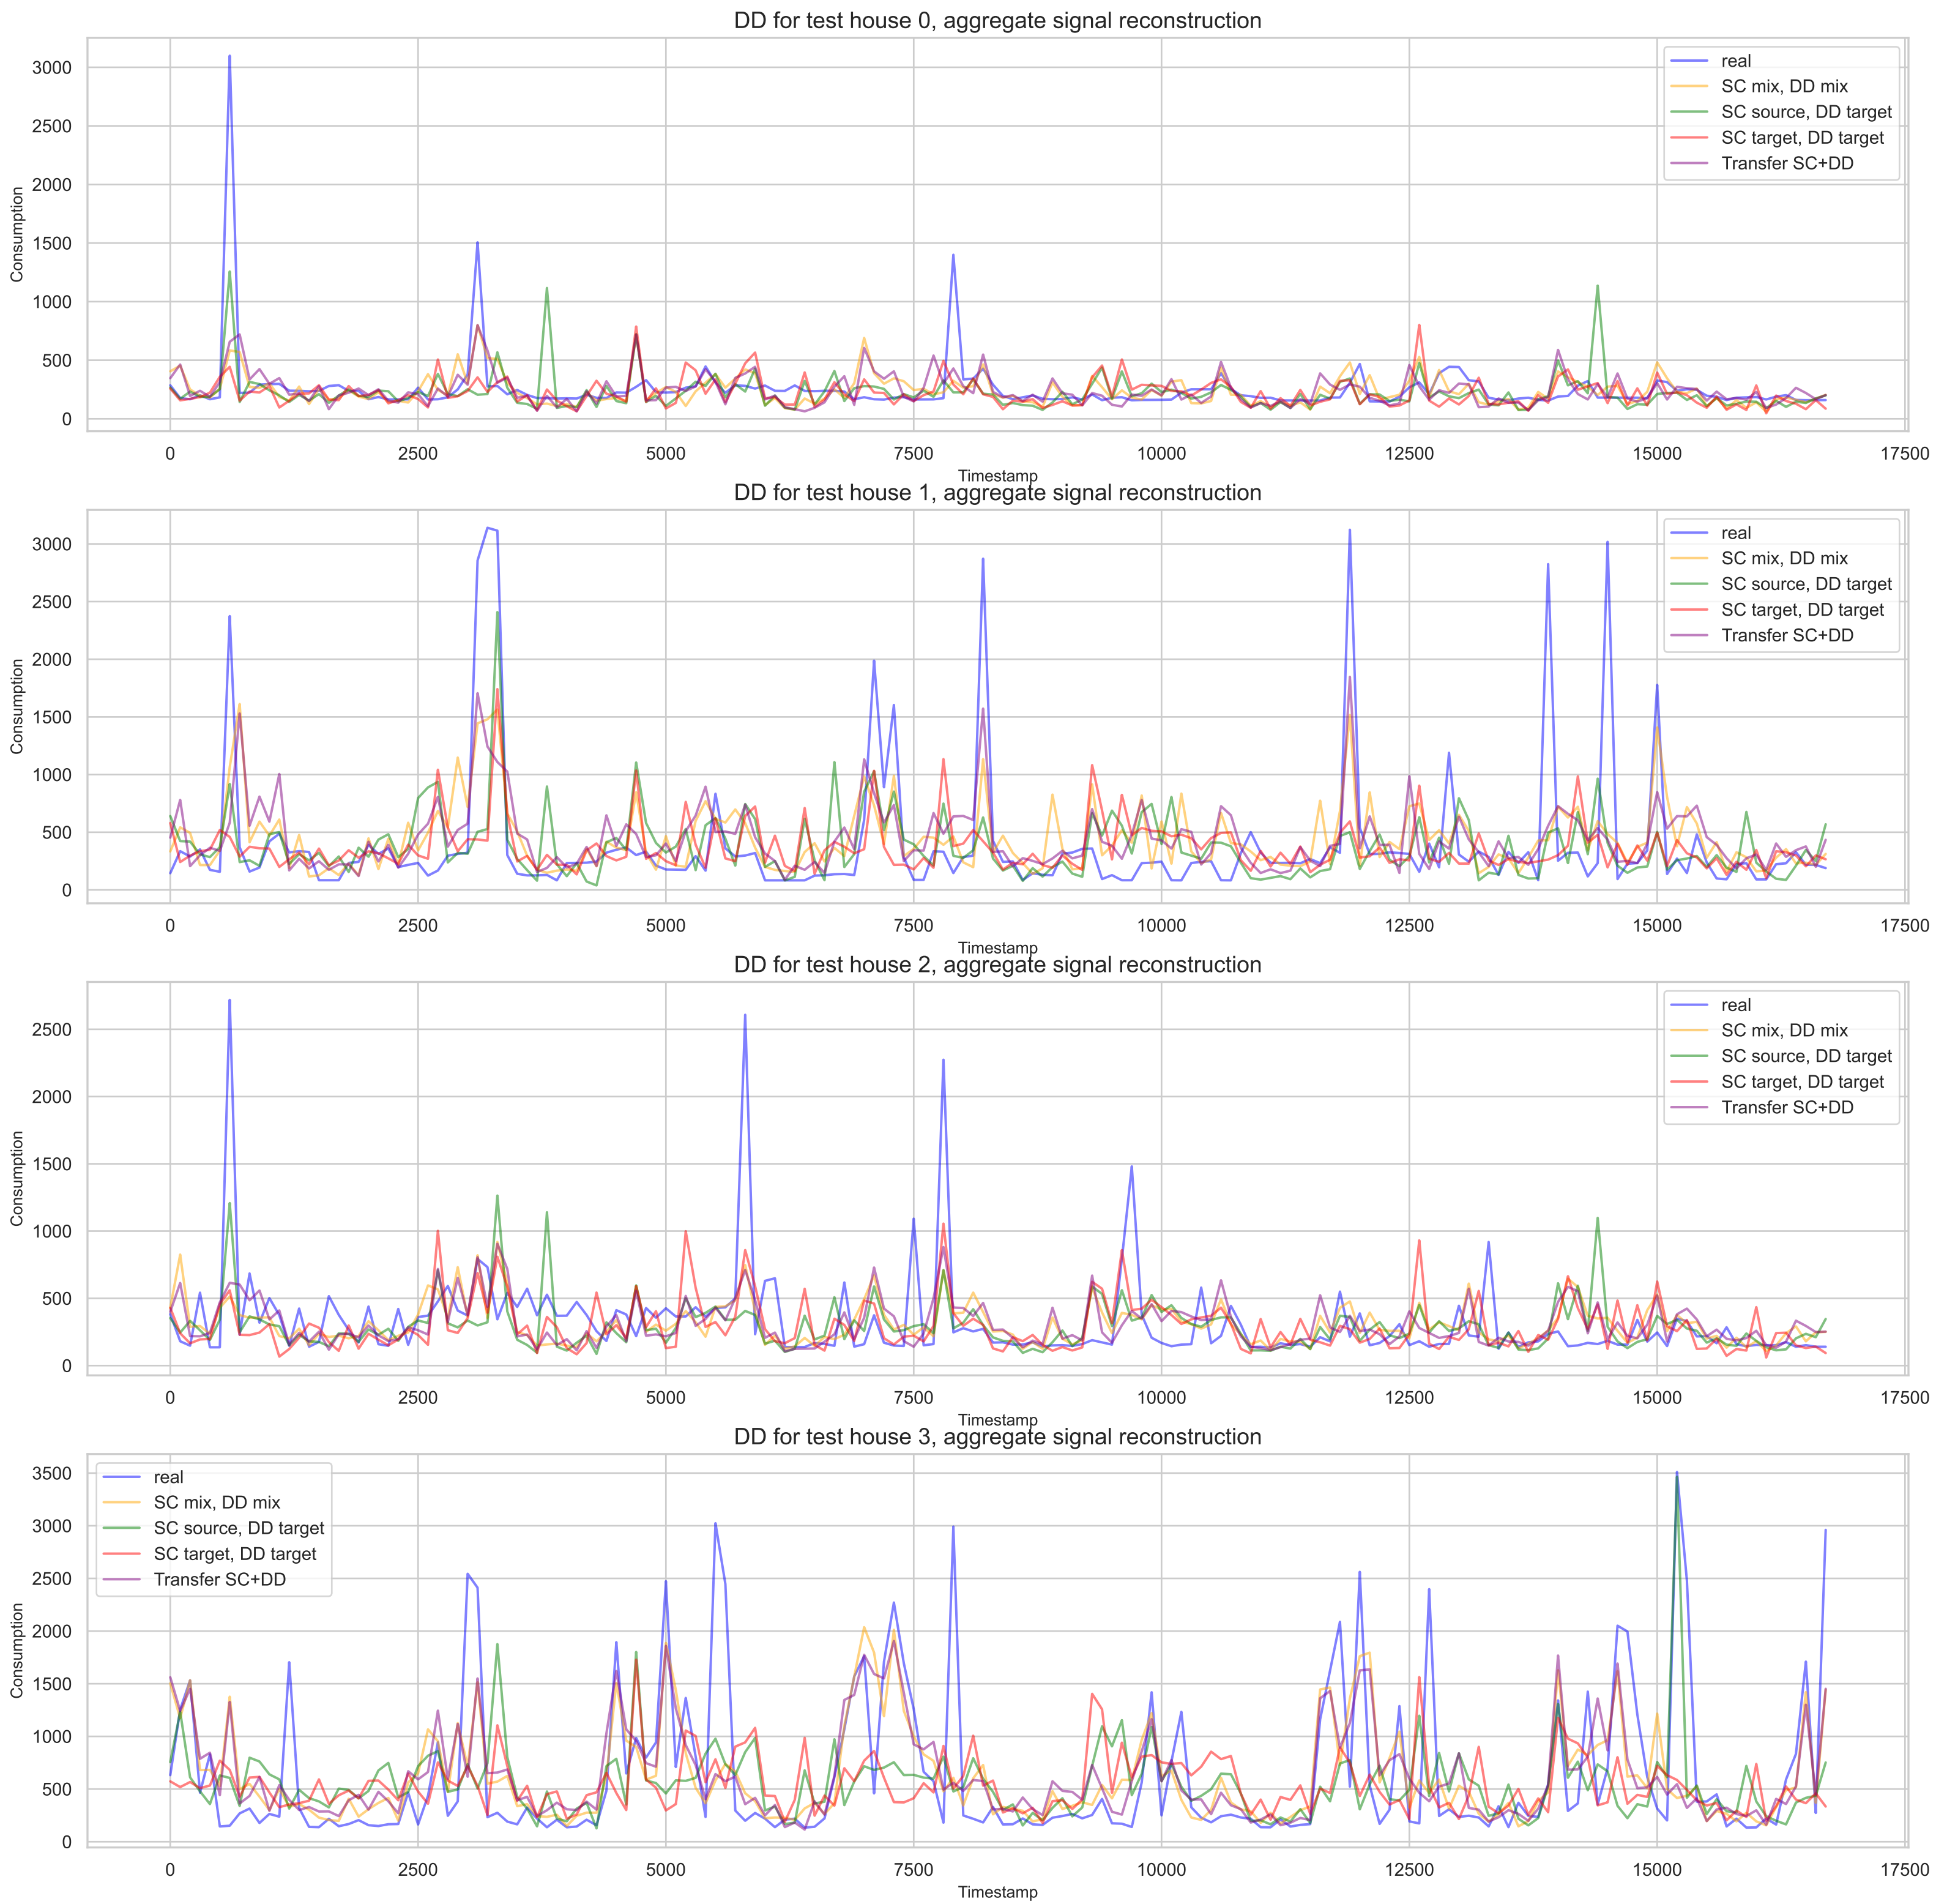 DD for test house 0, aggregate signal reconstruction
3000
2500
2000
1500
1000
500
0
Consumption
real
SC mix, DD mix
SC source, DD target
SC target, DD target
Transfer SC+DD
0 2500 5000 7500 10000 12500 15000 17500
Timestamp
DD for test house 1, aggregate signal reconstruction
3000
2500
2000
1500
1000
500
0
Consumption
real
SC mix, DD mix
SC source, DD target
SC target, DD target
Transfer SC+DD
0 2500 5000 7500 10000 12500 15000 17500
Timestamp
DD for test house 2, aggregate signal reconstruction
2500
2000
1500
1000
500
0
Consumption
real
SC mix, DD mix
SC source, DD target
SC target, DD target
Transfer SC+DD
0 2500 5000 7500 10000 12500 15000 17500
Timestamp
DD for test house 3, aggregate signal reconstruction
3500
3000
2500
2000
1500
1000
500
0
Consumption
real
SC mix, DD mix
SC source, DD target
SC target, DD target
Transfer SC+DD
0 2500 5000 7500 10000 12500 15000 17500
Timestamp